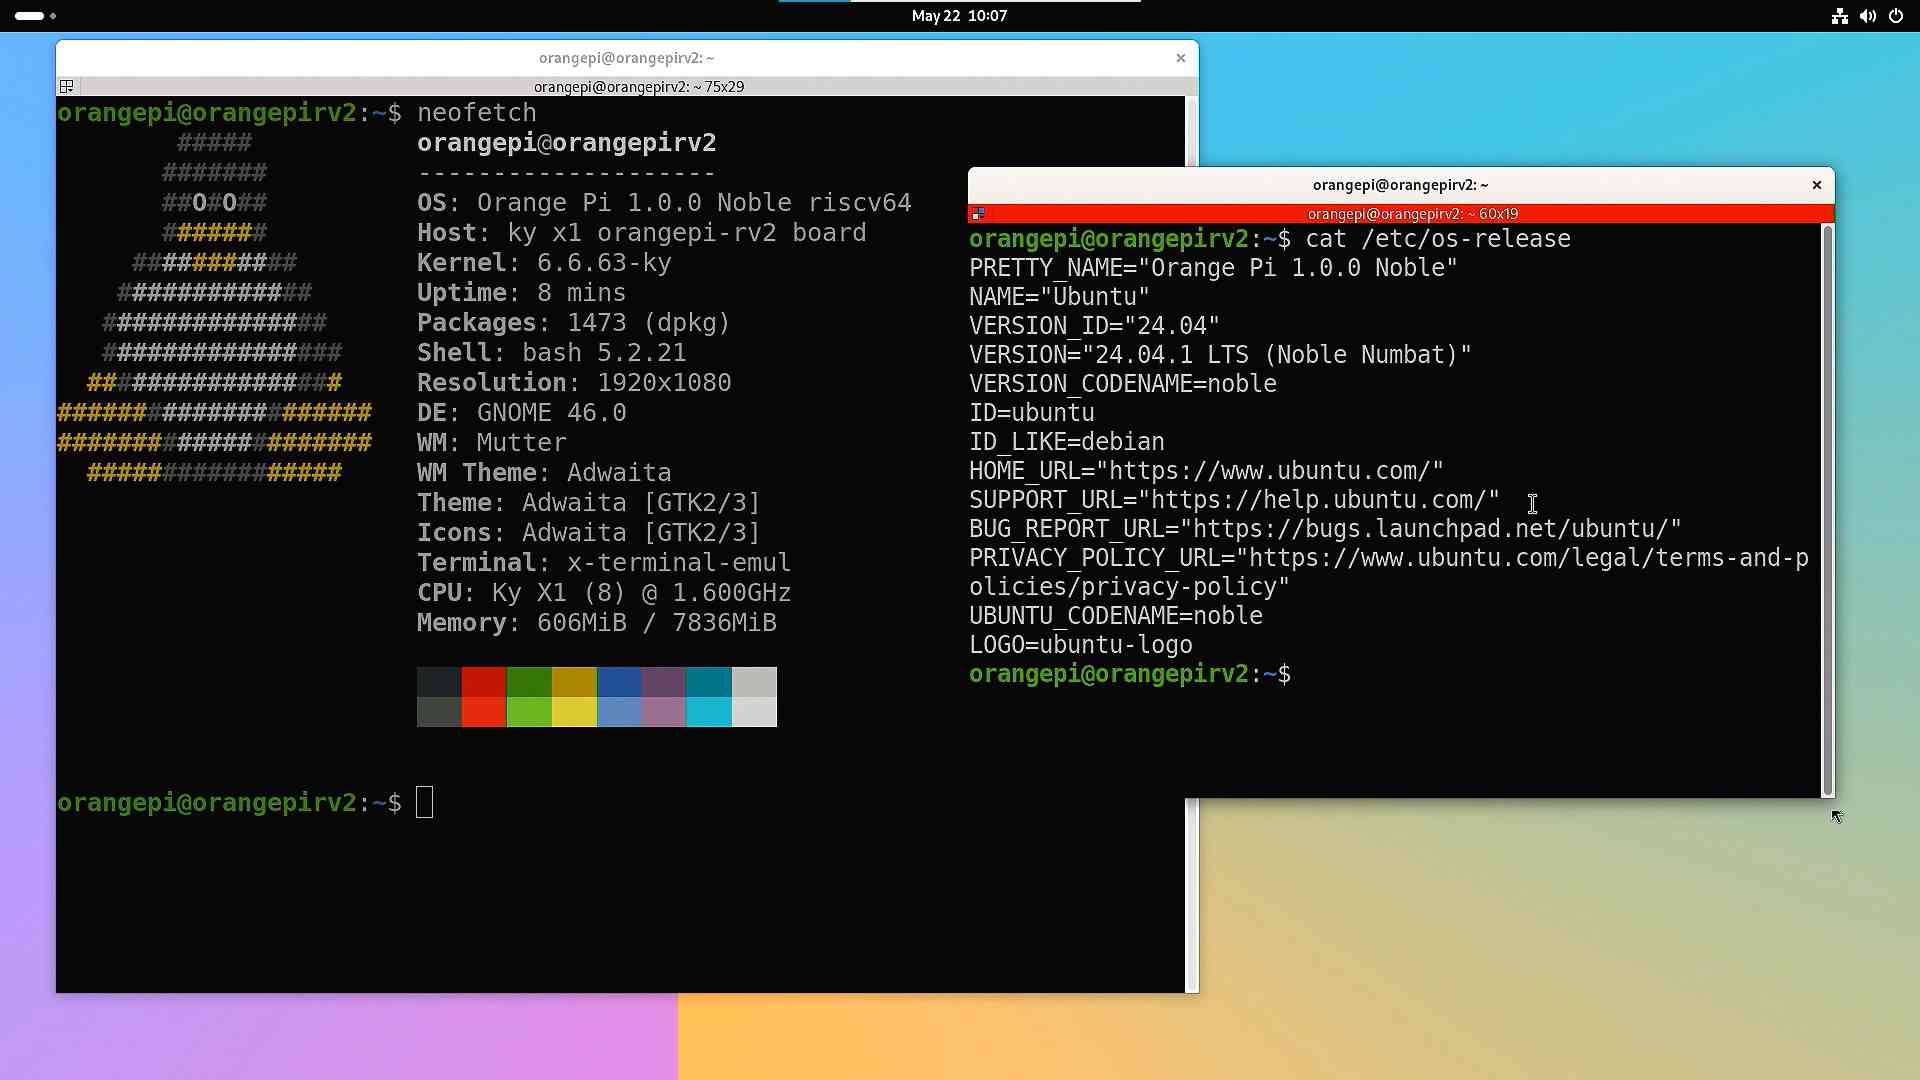 May 22 10:07
orangepi@orangepirv2: ~
orangepi@orangepirv2: ~ 75x29
orangepi@orangepirv2:~$ neofetch
#####
#######
##O#O##
#######
###########
#############
###############
################
#################
#####################
#####################
#################
orangepi@orangepirv2
--------------------
OS: Orange Pi 1.0.0 Noble riscv64
Host: ky x1 orangepi-rv2 board
Kernel: 6.6.63-ky
Uptime: 8 mins
Packages: 1473 (dpkg)
Shell: bash 5.2.21
Resolution: 1920x1080
DE: GNOME 46.0
WM: Mutter
WM Theme: Adwaita
Theme: Adwaita [GTK2/3]
Icons: Adwaita [GTK2/3]
Terminal: x-terminal-emul
CPU: Ky X1 (8) @ 1.600GHz
Memory: 606MiB / 7836MiB
orangepi@orangepirv2:~$
orangepi@orangepirv2: ~
orangepi@orangepirv2: ~ 60x19
orangepi@orangepirv2:~$ cat /etc/os-release
PRETTY_NAME="Orange Pi 1.0.0 Noble"
NAME="Ubuntu"
VERSION_ID="24.04"
VERSION="24.04.1 LTS (Noble Numbat)"
VERSION_CODENAME=noble
ID=ubuntu
ID_LIKE=debian
HOME_URL="https://www.ubuntu.com/"
SUPPORT_URL="https://help.ubuntu.com/"
BUG_REPORT_URL="https://bugs.launchpad.net/ubuntu/"
PRIVACY_POLICY_URL="https://www.ubuntu.com/legal/terms-and-p
olicies/privacy-policy"
UBUNTU_CODENAME=noble
LOGO=ubuntu-logo
orangepi@orangepirv2:~$